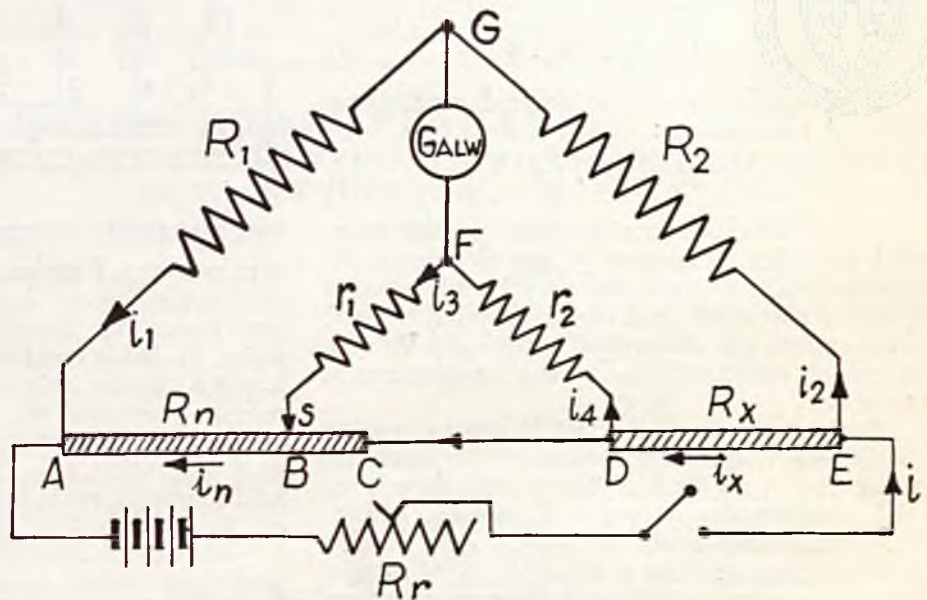 G
R₁
GALW
R₂
F
i₁
r₁
i₃
r₂
i₂
Rn
s
i₄
Rx
A
in
B
C
D
ix
E
i
Rr